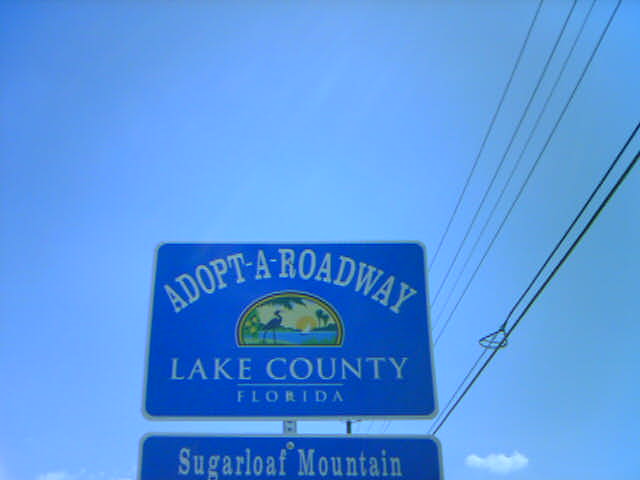 ADOPT-A-ROADWAY
LAKE COUNTY
FLORIDA
Sugarloaf Mountain